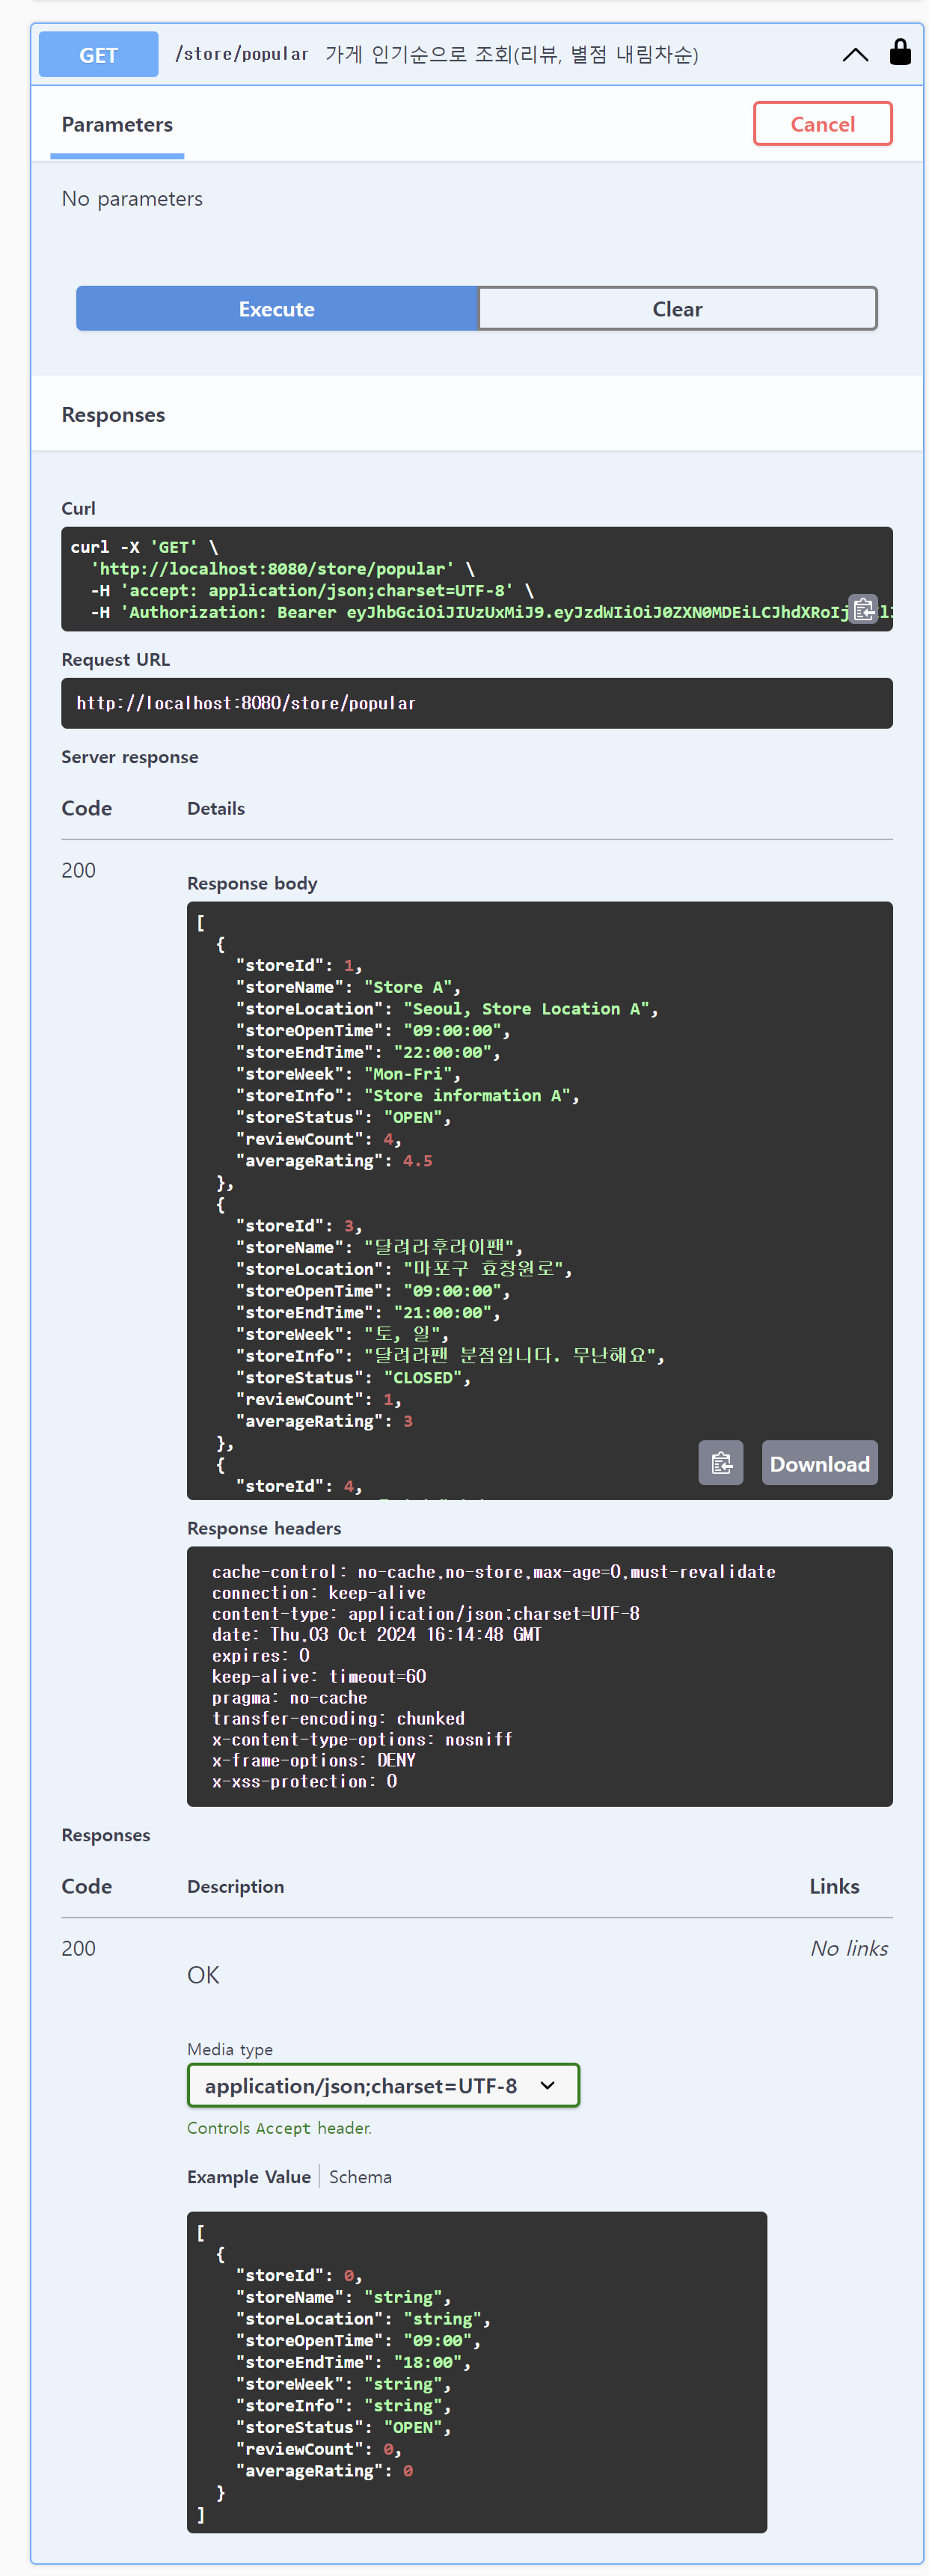 GET /store/popular 가게 인기순으로 조회(리뷰, 별점 내림차순)
Parameters
Cancel
No parameters
Execute
Clear
Responses
Curl
curl -X 'GET' \
'http://localhost:8080/store/popular' \
-H 'accept: application/json;charset=UTF-8' \
-H 'Authorization: Bearer eyJhbGciOiJIUzUxMiJ9.eyJzdWIiOiJ0ZXN0MDEiLCJhdXRoIj
Request URL
http://localhost:8080/store/popular
Server response
Code Details
200
Response body
[
{
"storeId": 1,
"storeName": "Store A",
"storeLocation": "Seoul, Store Location A",
"storeOpenTime": "09:00:00",
"storeEndTime": "22:00:00",
"storeWeek": "Mon-Fri",
"storeInfo": "Store information A",
"storeStatus": "OPEN",
"reviewCount": 4,
"averageRating": 4.5
},
{
"storeId": 3,
"storeName": "달려라후라이팬",
"storeLocation": "마포구 효창원로",
"storeOpenTime": "09:00:00",
"storeEndTime": "21:00:00",
"storeWeek": "토, 일",
"storeInfo": "달려라팬 분점입니다. 무난해요",
"storeStatus": "CLOSED",
"reviewCount": 1,
"averageRating": 3
},
{
"storeId": 4,
Download
Response headers
cache-control: no-cache,no-store,max-age=0,must-revalidate
connection: keep-alive
content-type: application/json;charset=UTF-8
date: Thu,03 Oct 2024 16:14:48 GMT
expires: 0
keep-alive: timeout=60
pragma: no-cache
transfer-encoding: chunked
x-content-type-options: nosniff
x-frame-options: DENY
x-xss-protection: 0
Responses
Code Description Links
200 No links
OK
Media type
application/json;charset=UTF-8
Controls Accept header.
Example Value Schema
[
{
"storeId": 0,
"storeName": "string",
"storeLocation": "string",
"storeOpenTime": "09:00",
"storeEndTime": "18:00",
"storeWeek": "string",
"storeInfo": "string",
"storeStatus": "OPEN",
"reviewCount": 0,
"averageRating": 0
}
]